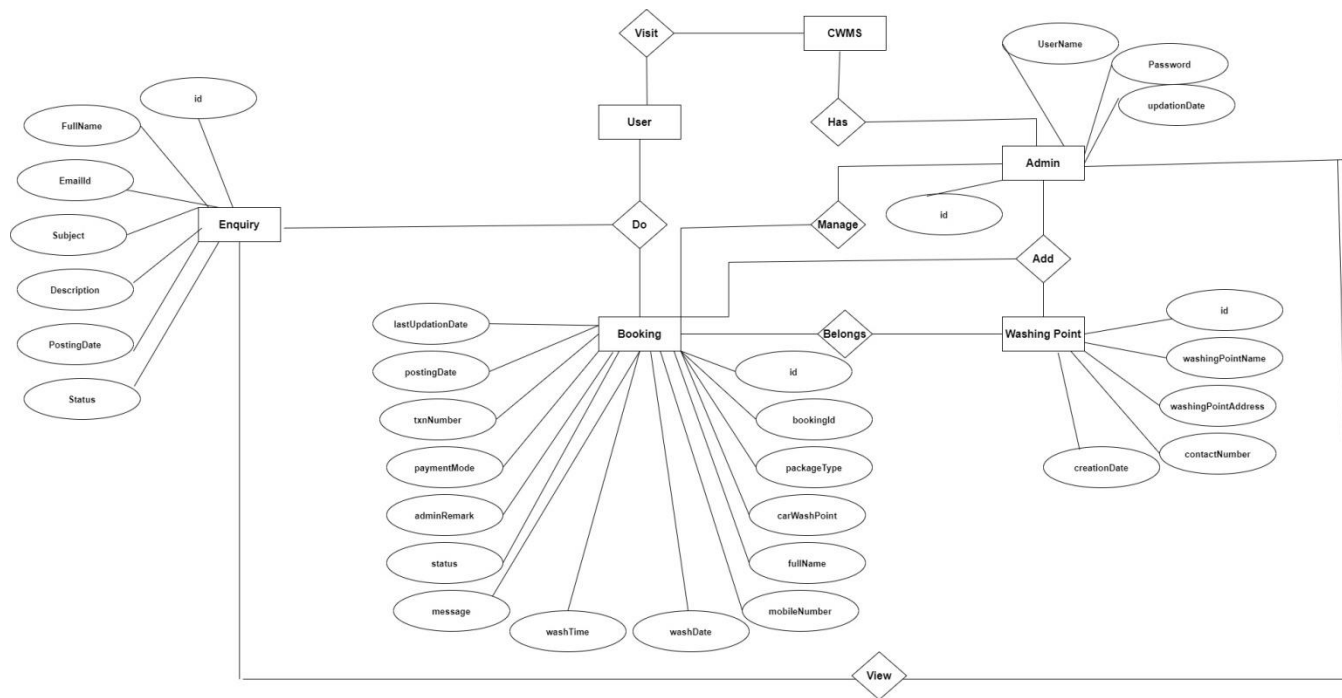 Visit
CWMS
UserName
Password
updationDate
id
FullName
User
Has
EmailId
Admin
id
Enquiry
Subject
Do
Manage
Add
Description
lastUpdationDate
Booking
Belongs
Washing Point
id
PostingDate
washingPointName
postingDate
id
Status
washingPointAddress
txnNumber
bookingId
contactNumber
paymentMode
packageType
creationDate
adminRemark
carWashPoint
status
fullName
message
mobileNumber
washTime
washDate
View